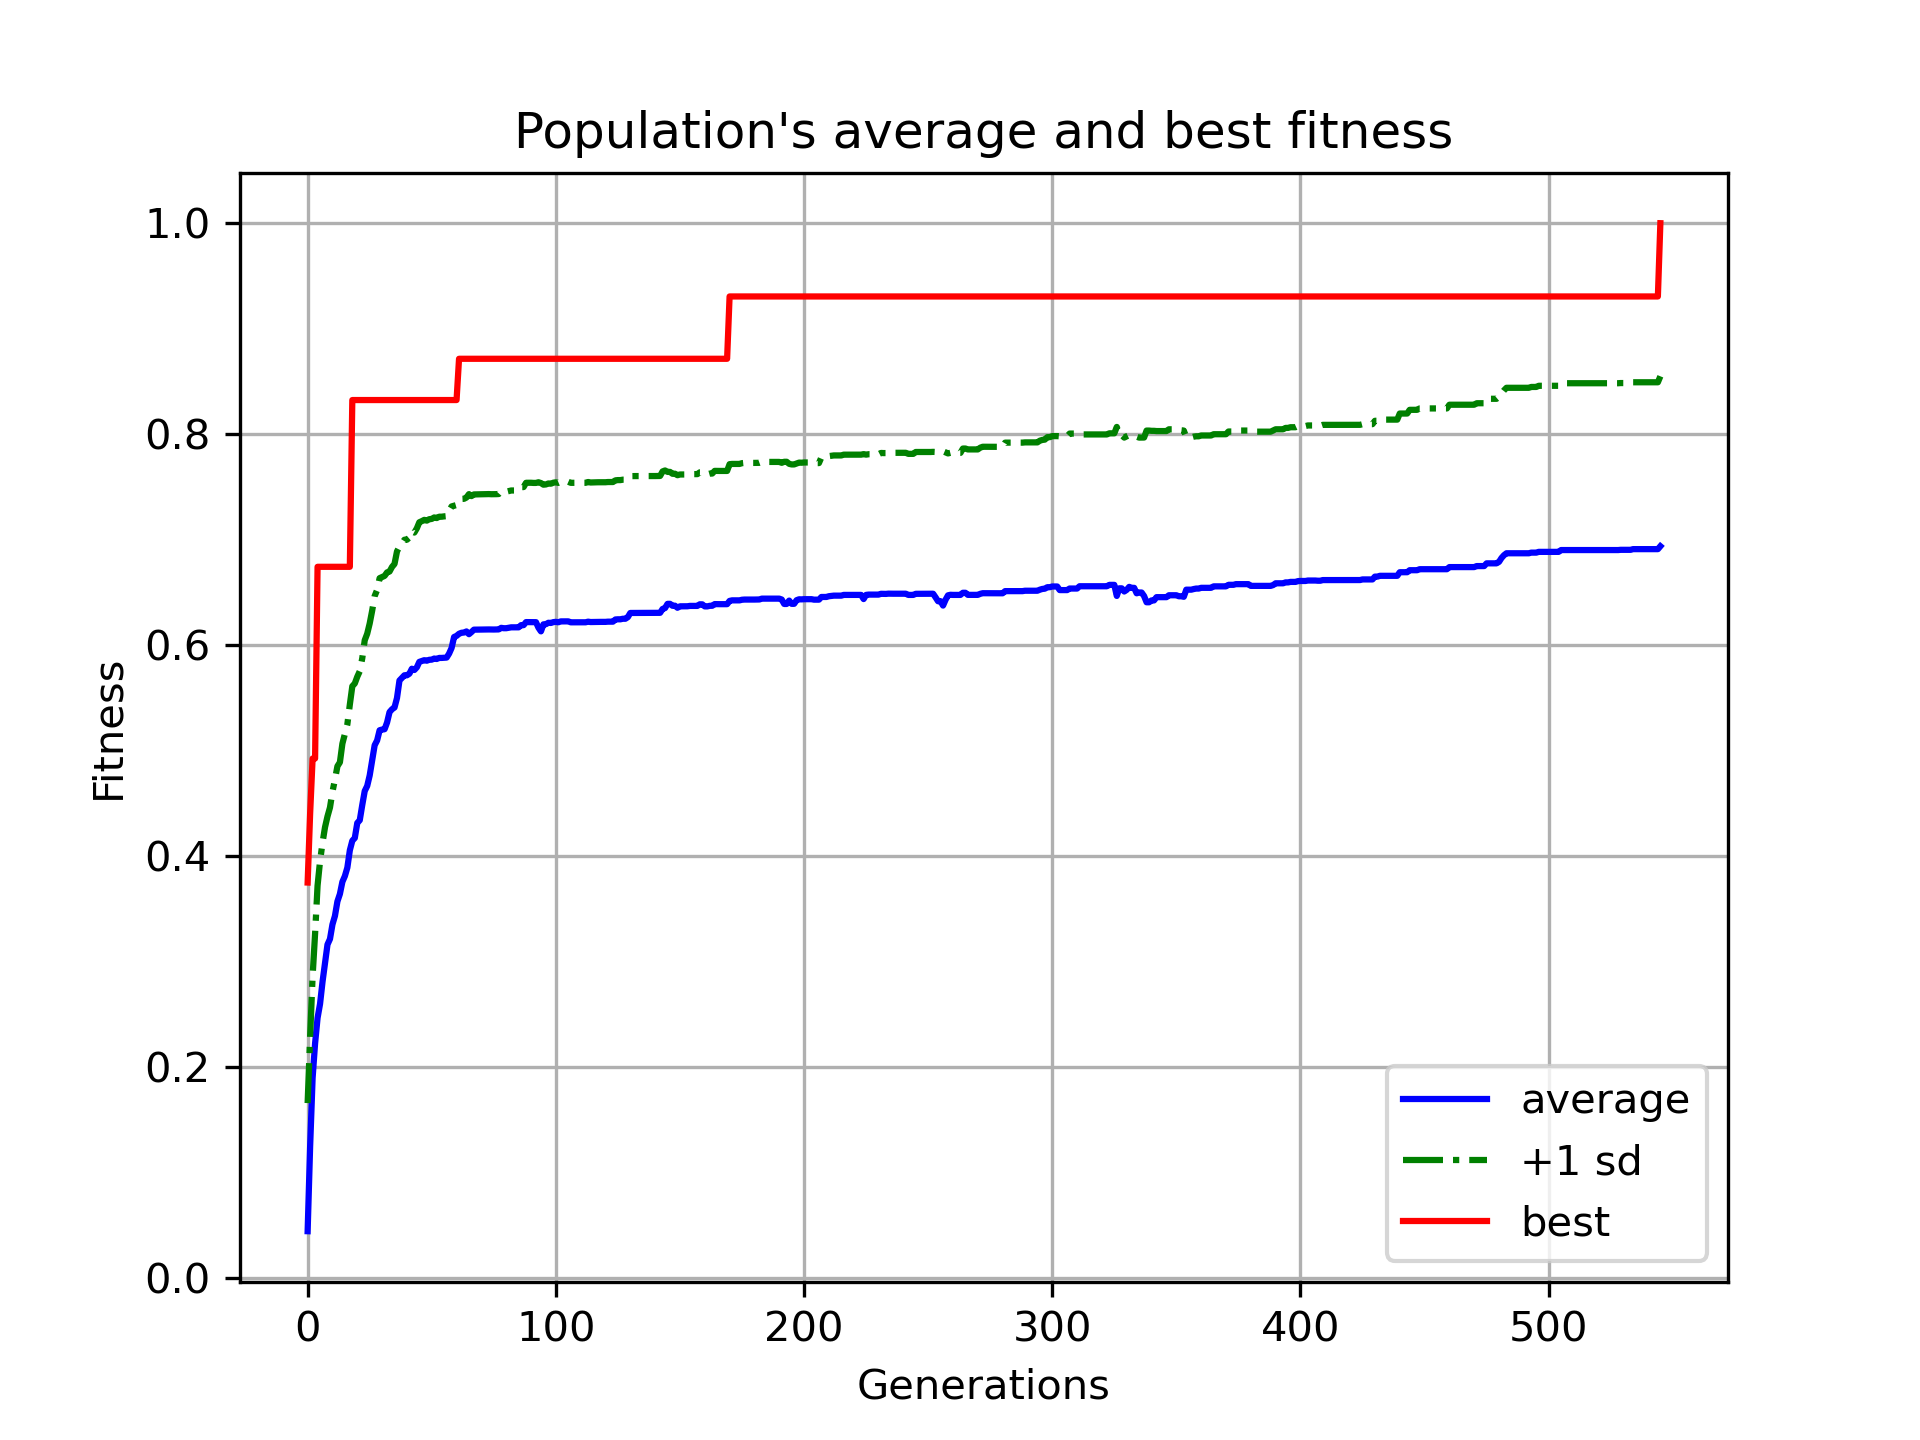 Population's average and best fitness
1.0
0.8
0.6
0.4
0.2
0.0
Fitness
0 100 200 300 400 500
Generations
average
+1 sd
best